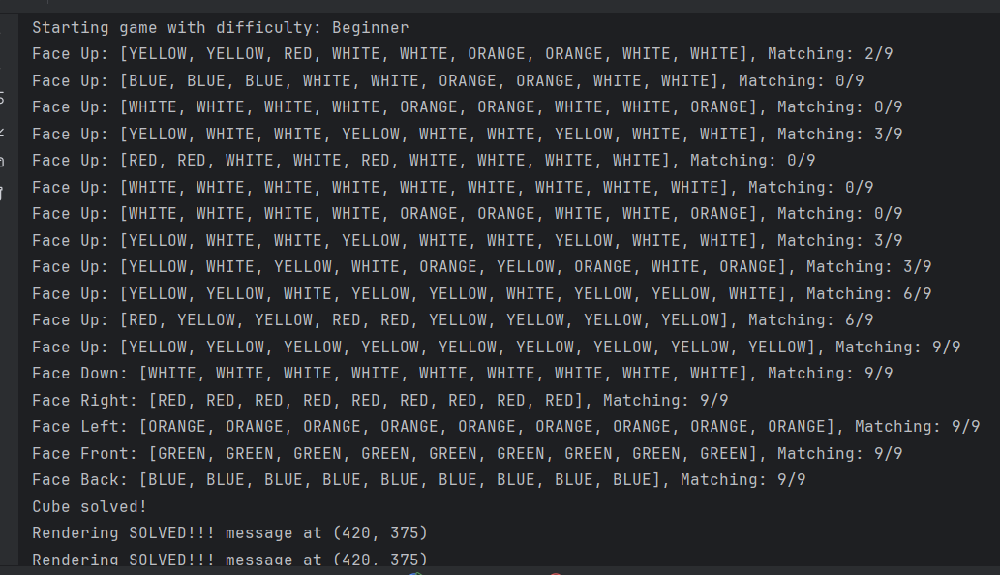 Starting game with difficulty: Beginner
Face Up: [YELLOW, YELLOW, RED, WHITE, WHITE, ORANGE, ORANGE, WHITE, WHITE], Matching: 2/9
Face Up: [BLUE, BLUE, BLUE, WHITE, WHITE, ORANGE, ORANGE, WHITE, WHITE], Matching: 0/9
Face Up: [WHITE, WHITE, WHITE, WHITE, ORANGE, ORANGE, WHITE, WHITE, ORANGE], Matching: 0/9
Face Up: [YELLOW, WHITE, WHITE, YELLOW, WHITE, WHITE, YELLOW, WHITE, WHITE], Matching: 3/9
Face Up: [RED, RED, WHITE, WHITE, RED, WHITE, WHITE, WHITE, WHITE], Matching: 0/9
Face Up: [WHITE, WHITE, WHITE, WHITE, WHITE, WHITE, WHITE, WHITE, WHITE], Matching: 0/9
Face Up: [WHITE, WHITE, WHITE, WHITE, ORANGE, ORANGE, WHITE, WHITE, ORANGE], Matching: 0/9
Face Up: [YELLOW, WHITE, WHITE, YELLOW, WHITE, WHITE, YELLOW, WHITE, WHITE], Matching: 3/9
Face Up: [YELLOW, WHITE, YELLOW, WHITE, ORANGE, YELLOW, ORANGE, WHITE, ORANGE], Matching: 3/9
Face Up: [YELLOW, YELLOW, WHITE, YELLOW, YELLOW, WHITE, YELLOW, YELLOW, WHITE], Matching: 6/9
Face Up: [RED, YELLOW, YELLOW, RED, RED, YELLOW, YELLOW, YELLOW, YELLOW], Matching: 6/9
Face Up: [YELLOW, YELLOW, YELLOW, YELLOW, YELLOW, YELLOW, YELLOW, YELLOW, YELLOW], Matching: 9/9
Face Down: [WHITE, WHITE, WHITE, WHITE, WHITE, WHITE, WHITE, WHITE, WHITE], Matching: 9/9
Face Right: [RED, RED, RED, RED, RED, RED, RED, RED, RED], Matching: 9/9
Face Left: [ORANGE, ORANGE, ORANGE, ORANGE, ORANGE, ORANGE, ORANGE, ORANGE, ORANGE], Matching: 9/9
Face Front: [GREEN, GREEN, GREEN, GREEN, GREEN, GREEN, GREEN, GREEN, GREEN], Matching: 9/9
Face Back: [BLUE, BLUE, BLUE, BLUE, BLUE, BLUE, BLUE, BLUE, BLUE], Matching: 9/9
Cube solved!
Rendering SOLVED!!! message at (420, 375)
Rendering SOLVED!!! message at (420, 375)